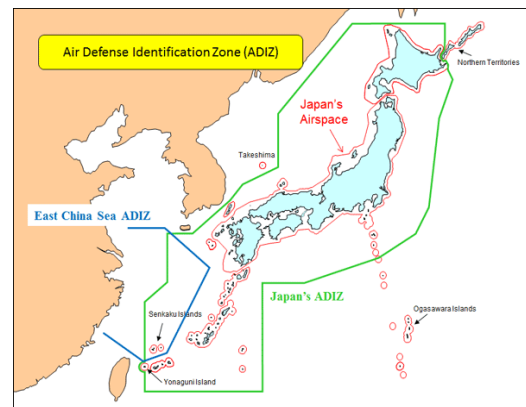 Air Defense Identification Zone (ADIZ)
Northern Territories
Japan's
Airspace
Takeshima
East China Sea ADIZ
Japan's ADIZ
Senkaku Islands
Ogasawara Islands
Yonaguni Island